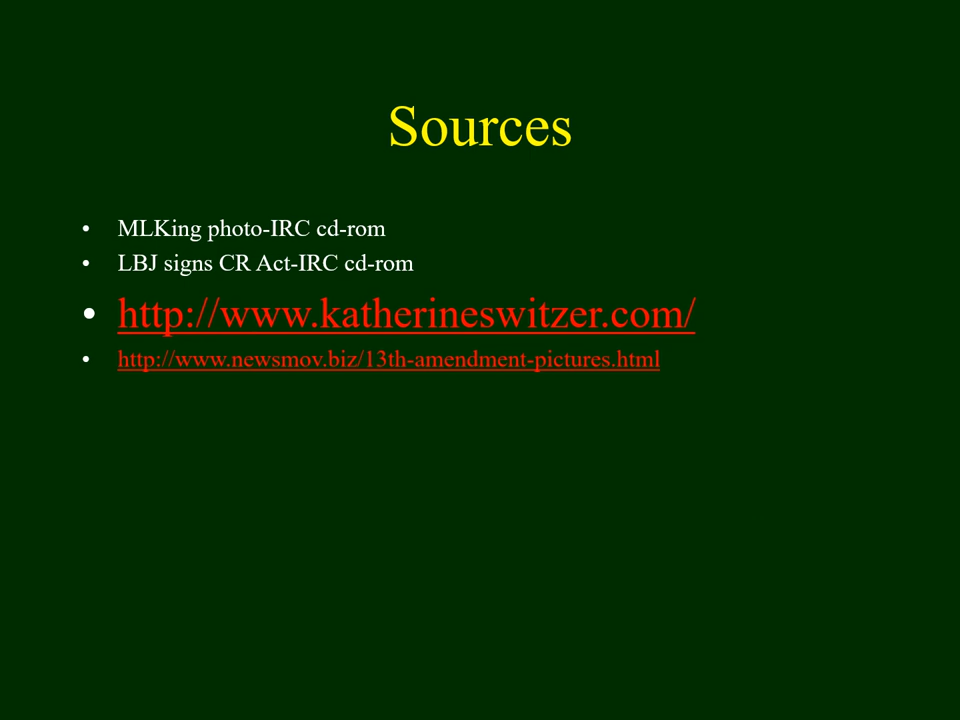 Sources
• MLKing photo-IRC cd-rom
• LBJ signs CR Act-IRC cd-rom
• http://www.katherineswitzer.com/
• http://www.newsmov.biz/13th-amendment-pictures.html